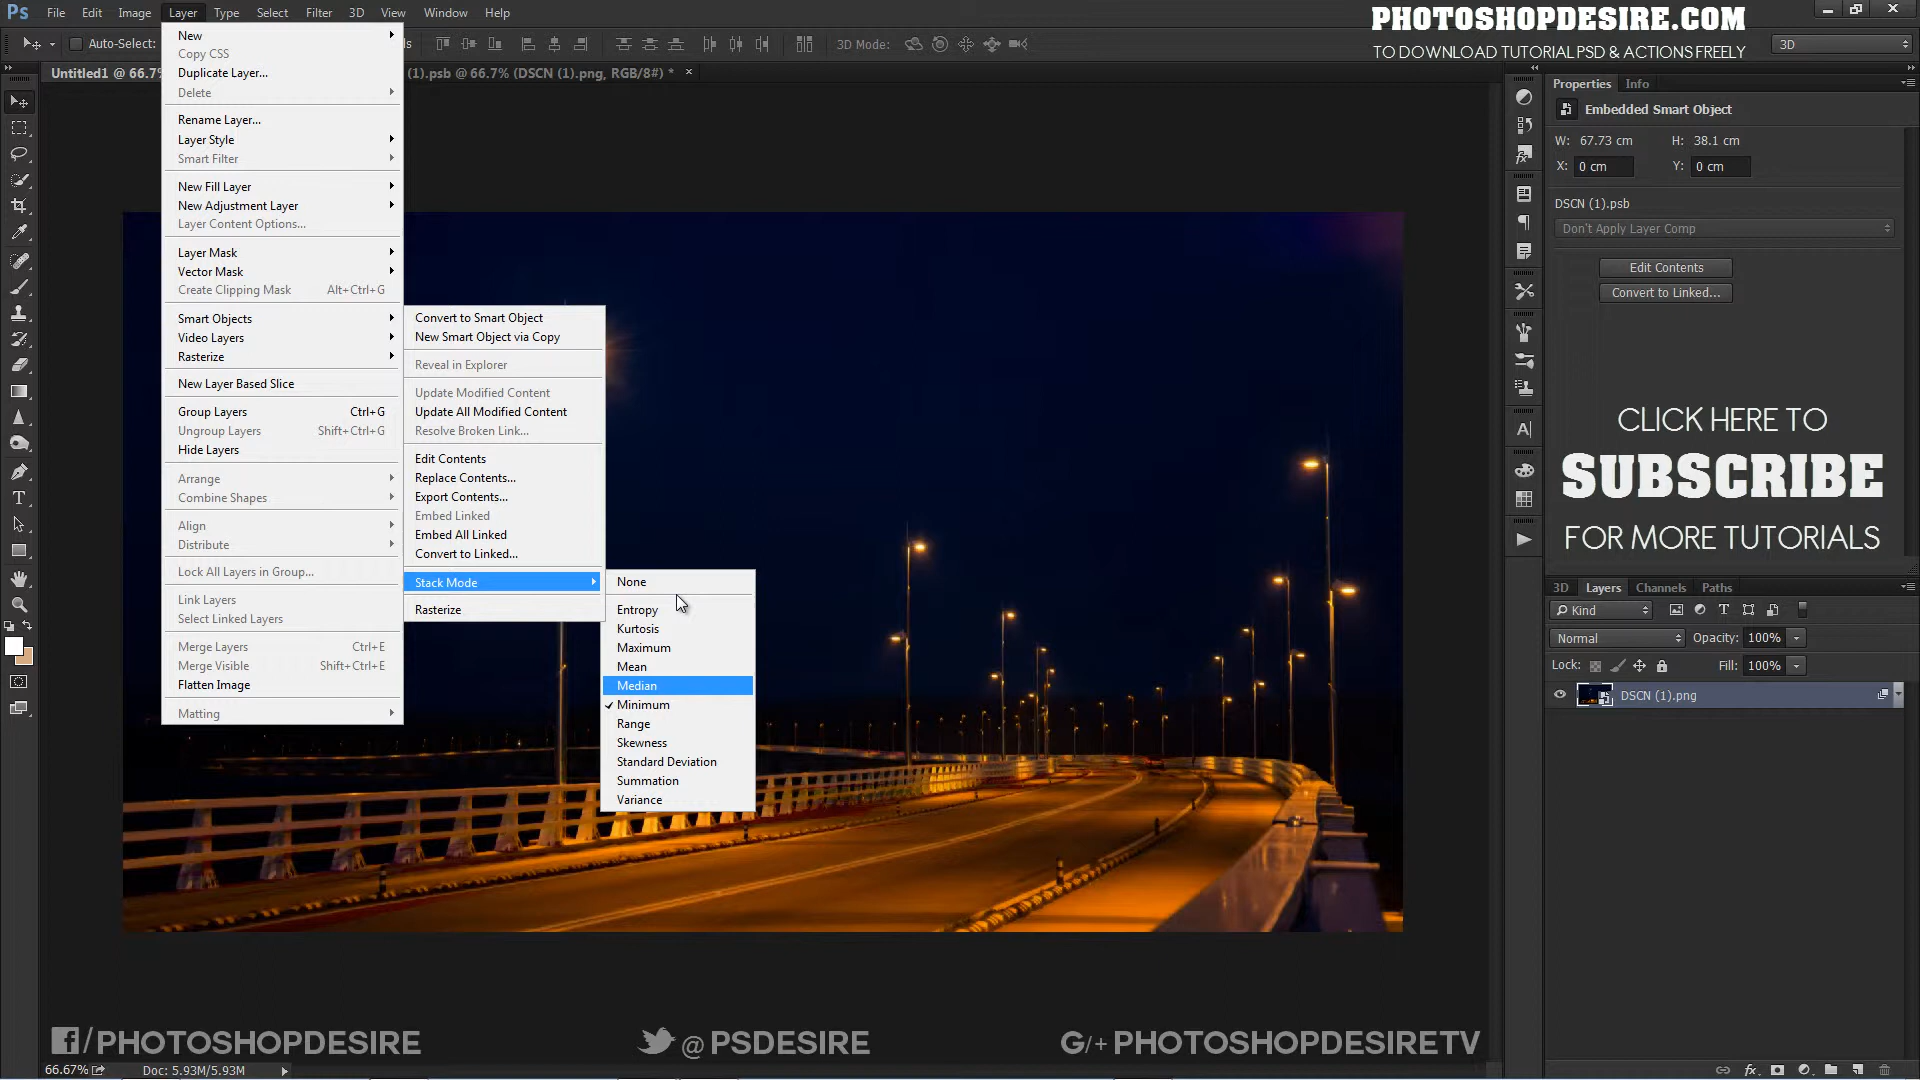 Ps File Edit Image Layer Type Select Filter 3D View Window Help
PHOTOSHOPDESIRE.COM
TO DOWNLOAD TUTORIAL PSD & ACTIONS FREELY
Auto-Select:
3D Mode:
3D
Untitled1 @ 66.7%
(1).psb @ 66.7% (DSCN (1).png, RGB/8#) *
New
Copy CSS
Duplicate Layer...
Delete
Rename Layer...
Layer Style
Smart Filter
New Fill Layer
New Adjustment Layer
Layer Content Options...
Layer Mask
Vector Mask
Create Clipping Mask Alt+Ctrl+G
Smart Objects
Video Layers
Rasterize
New Layer Based Slice
Group Layers Ctrl+G
Ungroup Layers Shift+Ctrl+G
Hide Layers
Arrange
Combine Shapes
Align
Distribute
Lock All Layers in Group...
Link Layers
Select Linked Layers
Merge Layers Ctrl+E
Merge Visible Shift+Ctrl+E
Flatten Image
Matting
Convert to Smart Object
New Smart Object via Copy
Reveal in Explorer
Update Modified Content
Update All Modified Content
Resolve Broken Link...
Edit Contents
Replace Contents...
Export Contents...
Embed Linked
Embed All Linked
Convert to Linked...
Stack Mode
Rasterize
None
Entropy
Kurtosis
Maximum
Mean
Median
Minimum
Range
Skewness
Standard Deviation
Summation
Variance
Properties Info
Embedded Smart Object
W: 67.73 cm H: 38.1 cm
X: 0 cm Y: 0 cm
DSCN (1).psb
Don't Apply Layer Comp
Edit Contents
Convert to Linked...
CLICK HERE TO
SUBSCRIBE
FOR MORE TUTORIALS
3D Layers Channels Paths
Kind
Normal Opacity: 100%
Lock: Fill: 100%
DSCN (1).png
/PHOTOSHOPDESIRE
@ PSDESIRE
G/+ PHOTOSHOPDESIRETV
66.67% Doc: 5.93M/5.93M